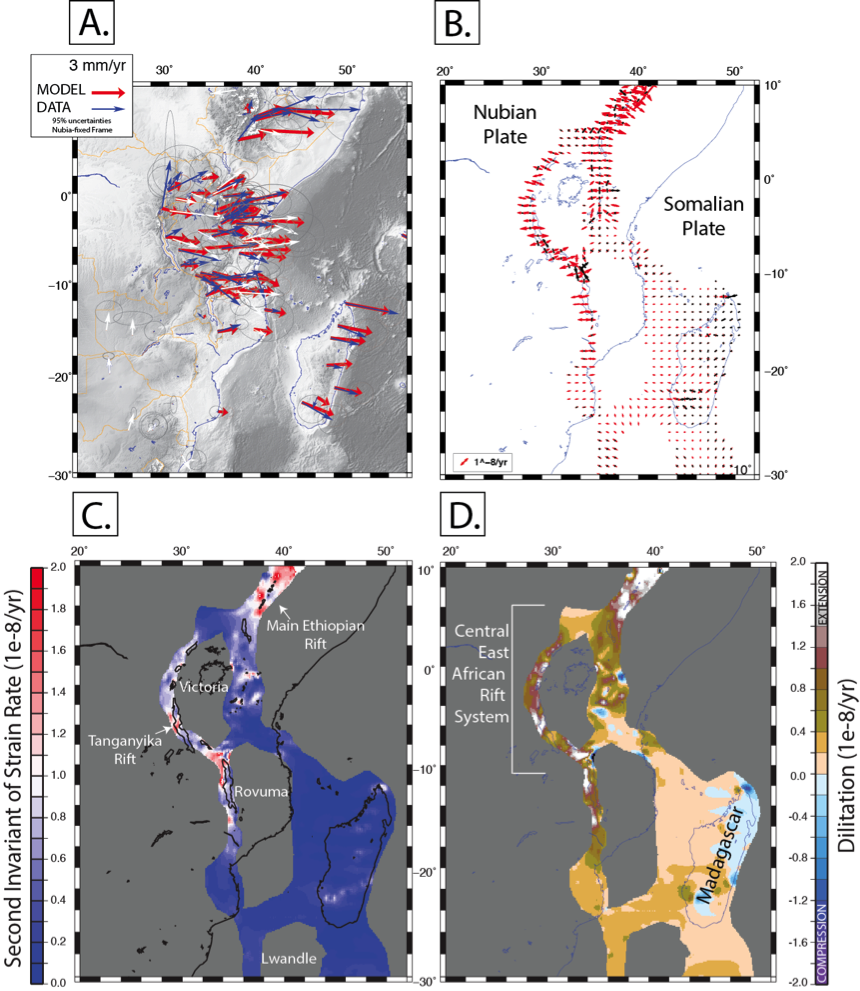 A.
3 mm/yr
MODEL
DATA
95% uncertainties
Nubia-fixed Frame
30° 40° 50°
0°
−10°
−20°
−30°
B.
20° 30° 40° 50°
10°
Nubian
Plate
0°
Somalian
Plate
−10°
−20°
1^−8/yr
10°
−30°
C.
20° 30° 40° 50°
10°
Main Ethiopian
Rift
0°
Victoria
Tanganyika
Rift
−10°
Rovuma
−20°
Lwandle
−30°
Second Invariant of Strain Rate (1e-8/yr)
2.0
1.8
1.6
1.4
1.2
1.0
0.8
0.6
0.4
0.2
0.0
D.
20° 30° 40° 50°
Central
East
African
Rift
System
Madagascar
2.0
1.6
1.2
0.8
0.4
0.0
-0.4
-0.8
-1.2
-1.6
-2.0
EXTENSION
COMPRESSION
Dilitation (1e-8/yr)